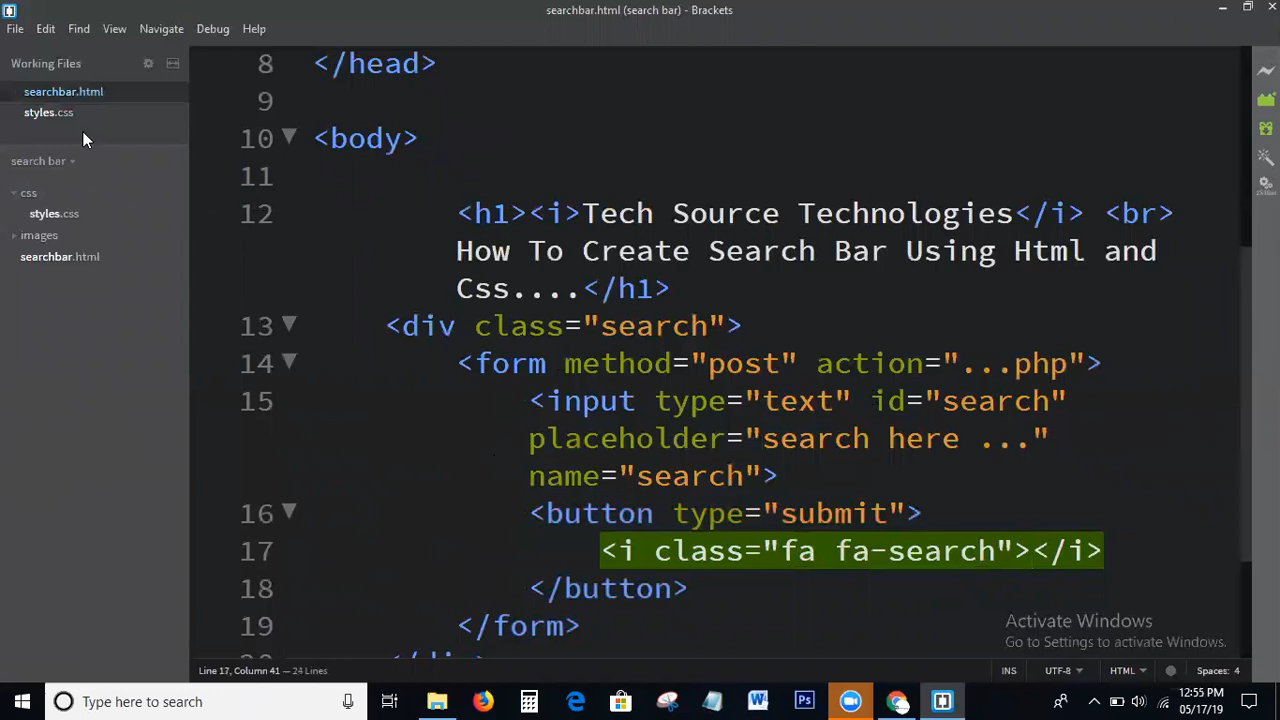 searchbar.html (search bar) - Brackets
File Edit Find View Navigate Debug Help
Working Files
searchbar.html
styles.css
search bar
css
styles.css
images
searchbar.html
8 </head>
9
10 <body>
11
12 <h1><i>Tech Source Technologies</i> <br>
How To Create Search Bar Using Html and
Css....</h1>
13 <div class="search">
14 <form method="post" action="...php">
15 <input type="text" id="search"
placeholder="search here ..."
name="search">
16 <button type="submit">
17 <i class="fa fa-search"></i>
18 </button>
19 </form>
Activate Windows
Go to Settings to activate Windows.
Line 17, Column 41 — 24 Lines
INS UTF-8 HTML Spaces: 4
Type here to search
12:55 PM
05/17/19